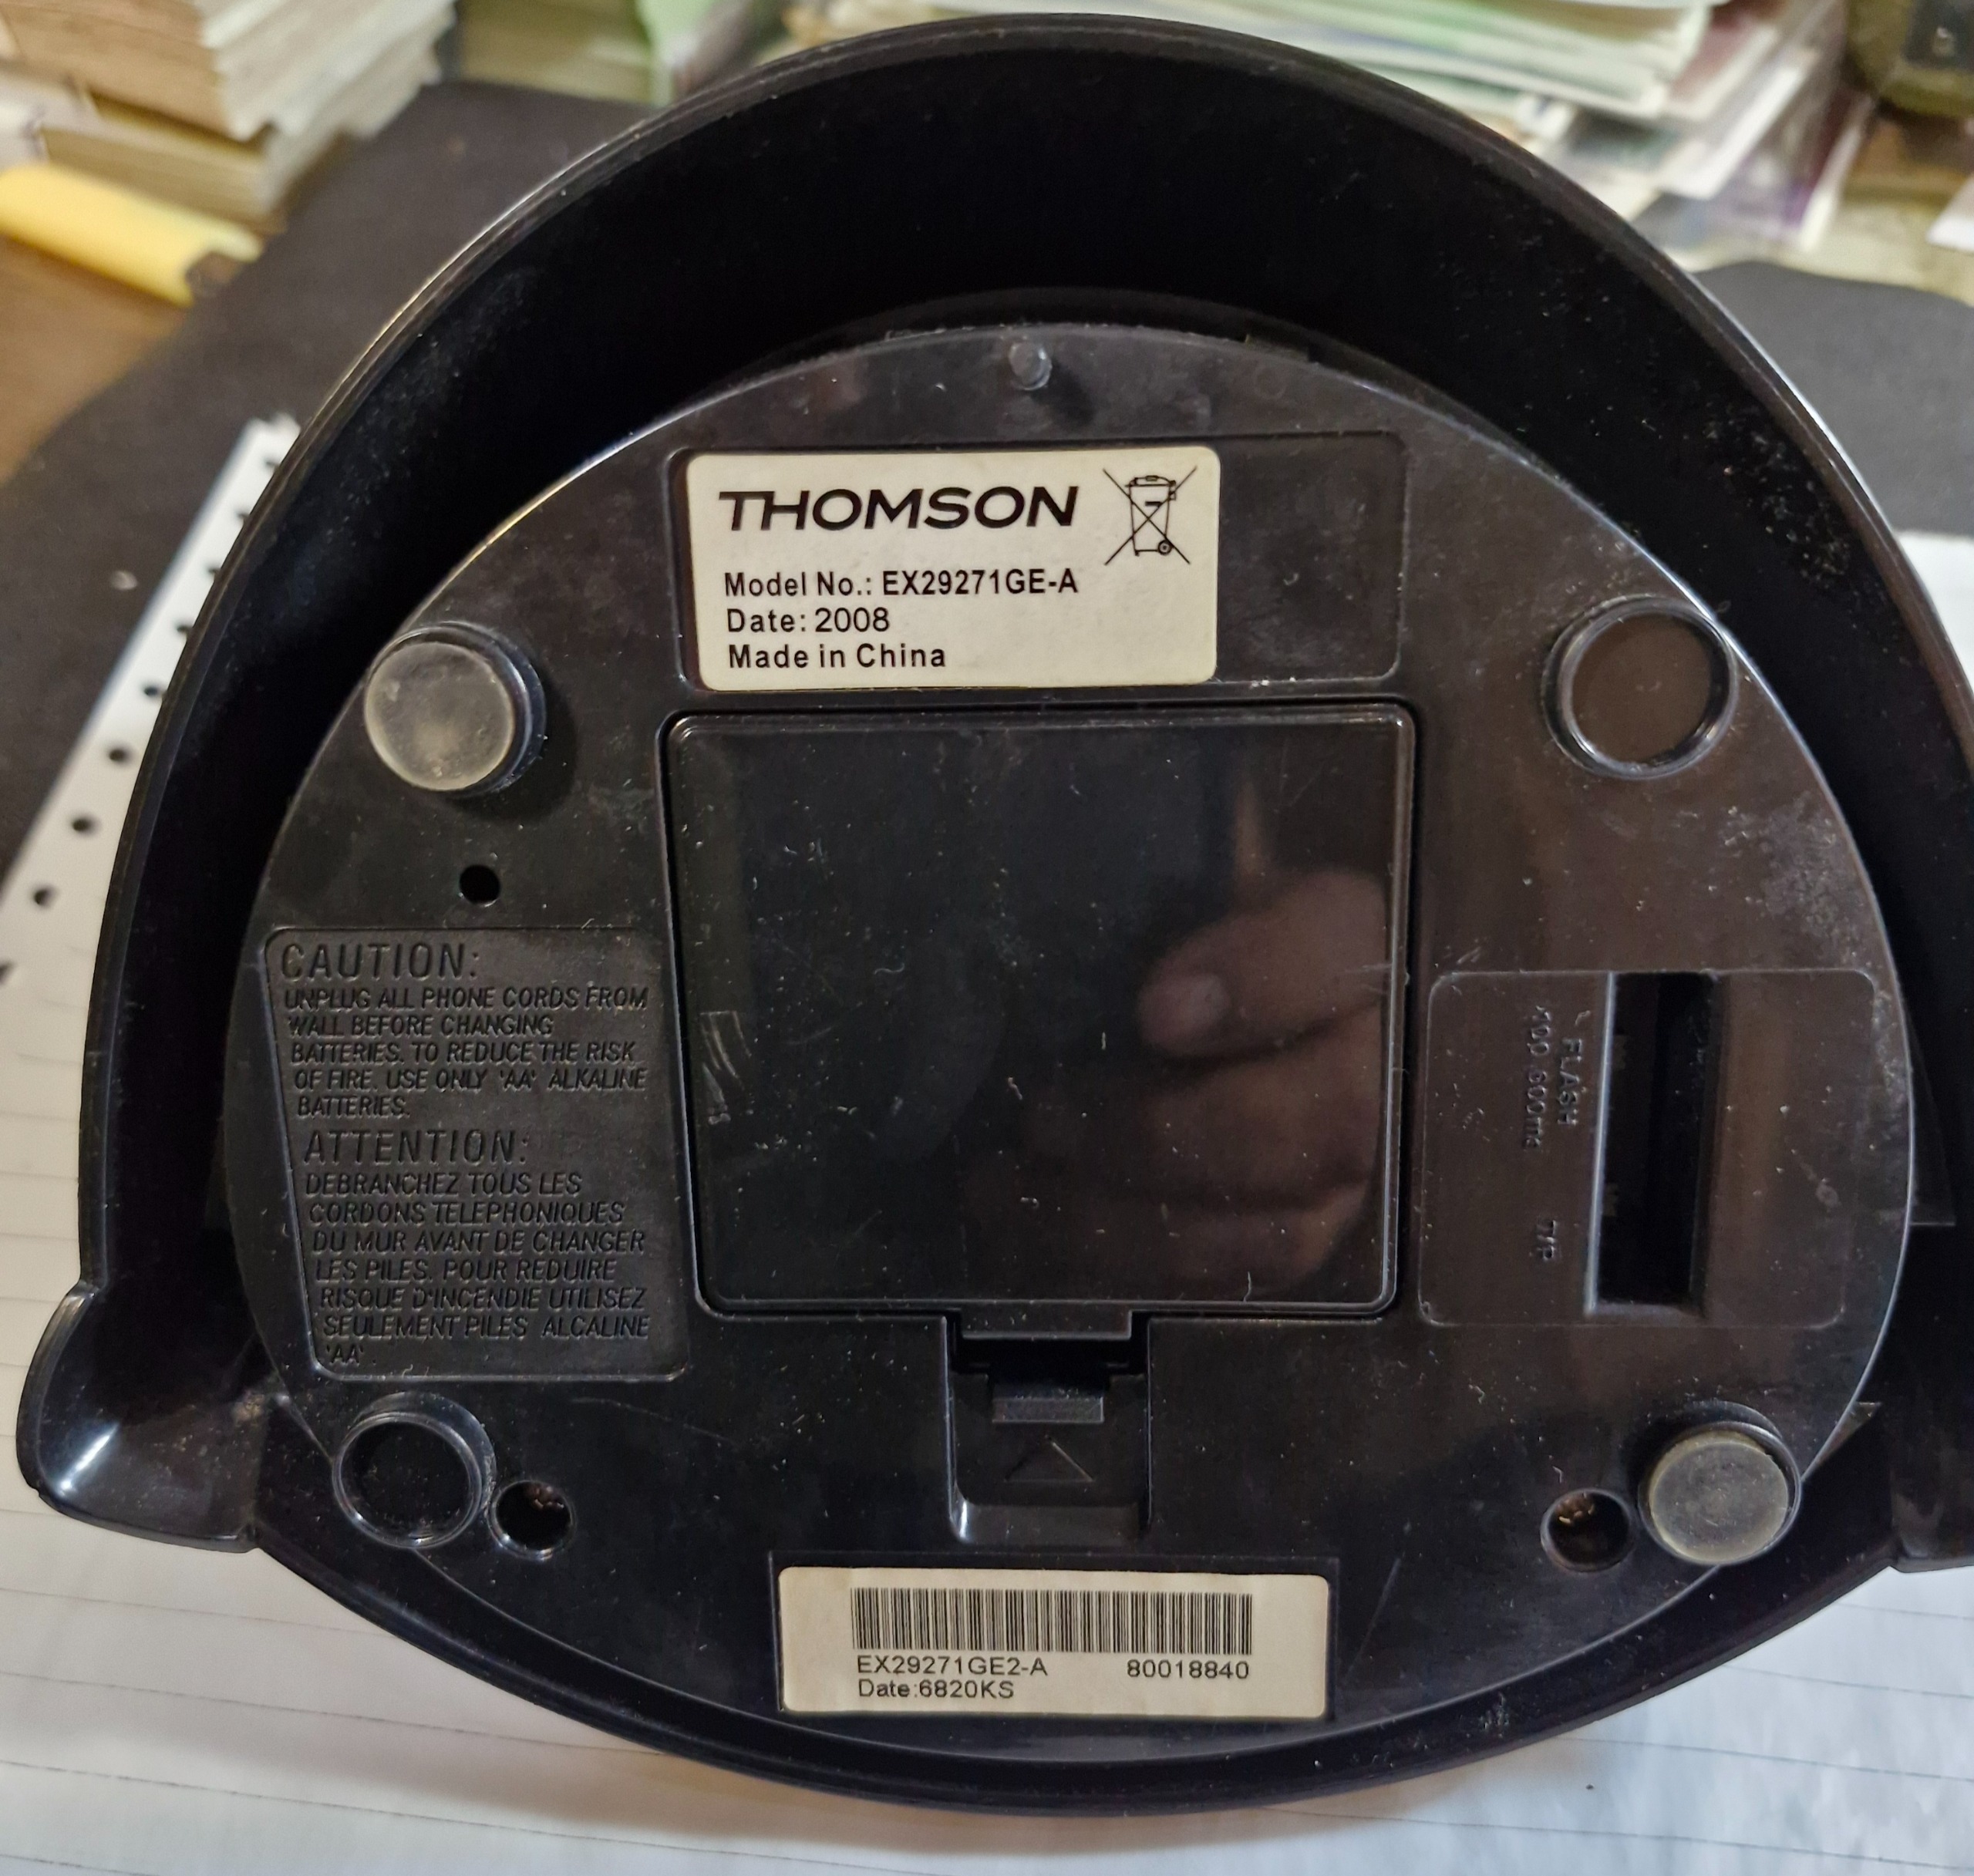 THOMSON
Model No.: EX29271GE-A
Date: 2008
Made in China
CAUTION:
UNPLUG ALL PHONE CORDS FROM
WALL BEFORE CHANGING
BATTERIES. TO REDUCE THE RISK
OF FIRE, USE ONLY 'AA' ALKALINE
BATTERIES.
ATTENTION:
DEBRANCHEZ TOUS LES
CORDONS TELEPHONIQUES
DU MUR AVANT DE CHANGER
LES PILES. POUR REDUIRE
RISQUE D'INCENDIE UTILISEZ
SEULEMENT PILES ALCALINE
'AA'.
FLASH
100 600ms
T/P
EX29271GE2-A 80018840
Date:6820KS